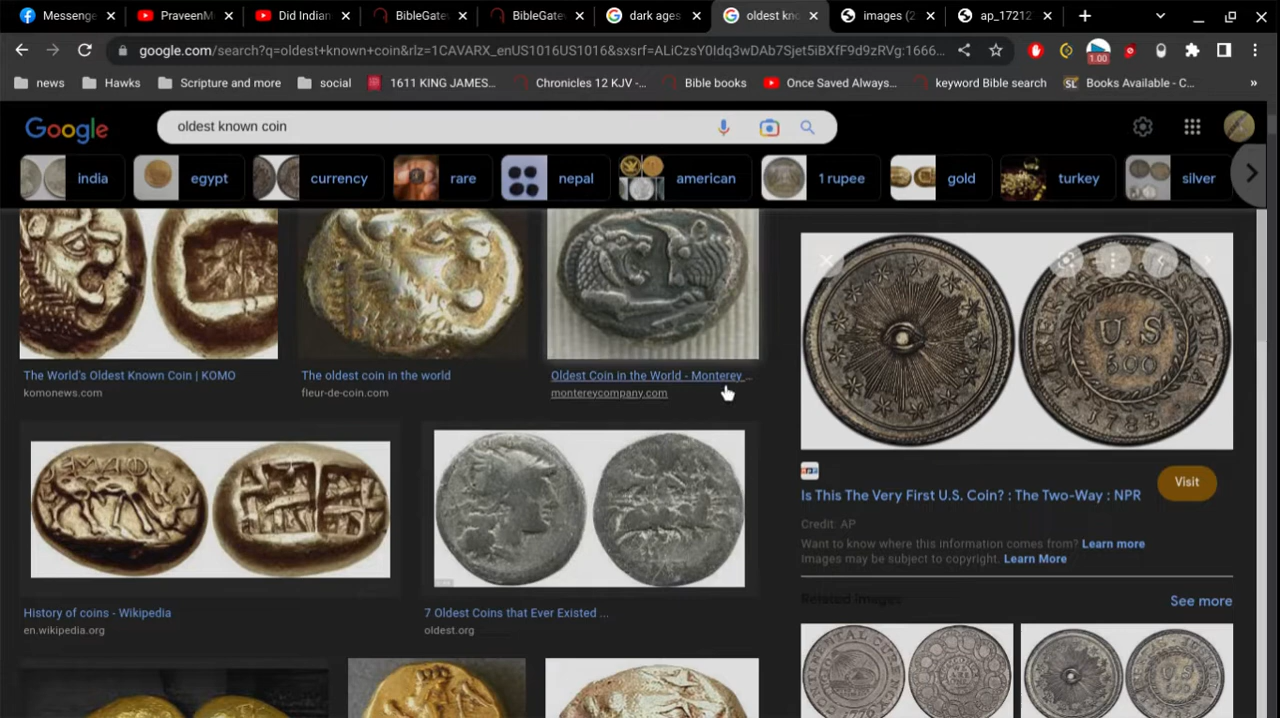 Messenge
PraveenM
Did Indian
BibleGate
BibleGate
dark ages
oldest kno
images (2
ap_17212
google.com/search?q=oldest+known+coin&rlz=1CAVARX_enUS1016US1016&sxsrf=ALiCzsY0Idq3wDAb7Sjet5iBXfF9d9zRVg:1666...
1.00
news
Hawks
Scripture and more
social
1611 KING JAMES...
Chronicles 12 KJV -...
Bible books
Once Saved Always...
keyword Bible search
Books Available - C...
»
Google
oldest known coin
india
egypt
currency
rare
nepal
american
1 rupee
gold
turkey
silver
The World's Oldest Known Coin | KOMO
komonews.com
The oldest coin in the world
fleur-de-coin.com
Oldest Coin in the World - Monterey ...
montereycompany.com
U.S
500
1783
Is This The Very First U.S. Coin? : The Two-Way : NPR
Visit
Credit: AP
Want to know where this information comes from? Learn more
Images may be subject to copyright. Learn More
History of coins - Wikipedia
en.wikipedia.org
7 Oldest Coins that Ever Existed ...
oldest.org
Related images
See more